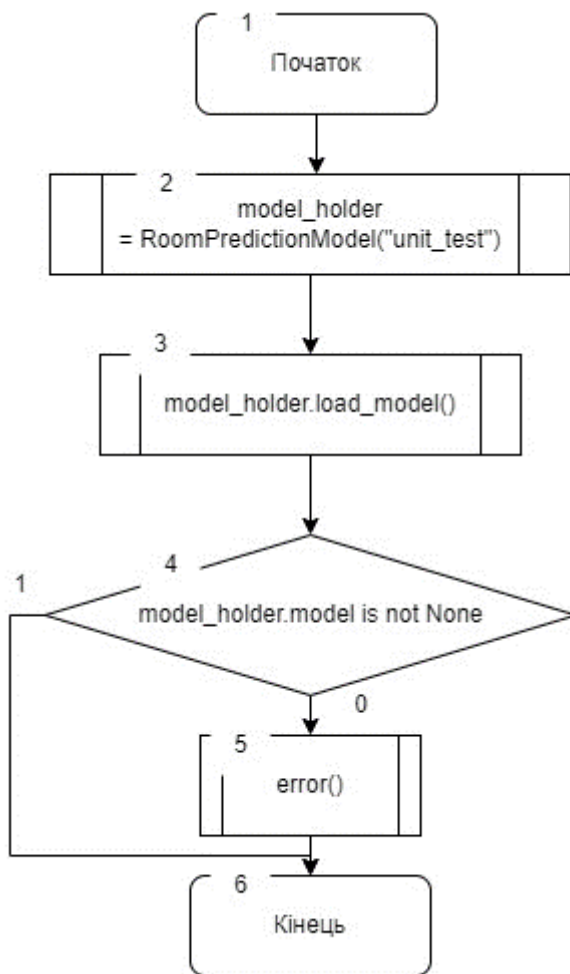 1
Початок
2
model_holder
= RoomPredictionModel("unit_test")
3
model_holder.load_model()
4
1
model_holder.model is not None
0
5
error()
6
Кінець